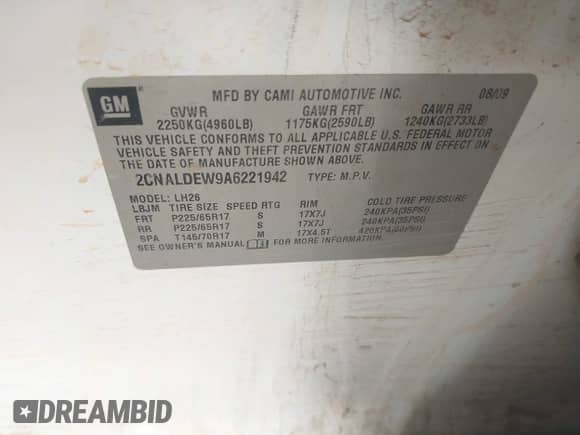 GM
MFD BY CAMI AUTOMOTIVE INC. 08/09
GVWR GAWR FRT GAWR RR
2250KG(4960LB) 1175KG(2590LB) 1240KG(2733LB)
THIS VEHICLE CONFORMS TO ALL APPLICABLE U.S. FEDERAL MOTOR
VEHICLE SAFETY AND THEFT PREVENTION STANDARDS IN EFFECT ON
THE DATE OF MANUFACTURE SHOWN ABOVE.
2CNALDEW9A6221942 TYPE: M.P.V.
MODEL: LH26
LBJM TIRE SIZE SPEED RTG RIM COLD TIRE PRESSURE
FRT P225/65R17 S 17X7J 240KPA(35PSI)
RR P225/65R17 S 17X7J 240KPA(35PSI)
SPA T145/70R17 M 17X4.5T 420KPA(60PSI)
SEE OWNER'S MANUAL FOR MORE INFORMATION.
DREAMBID